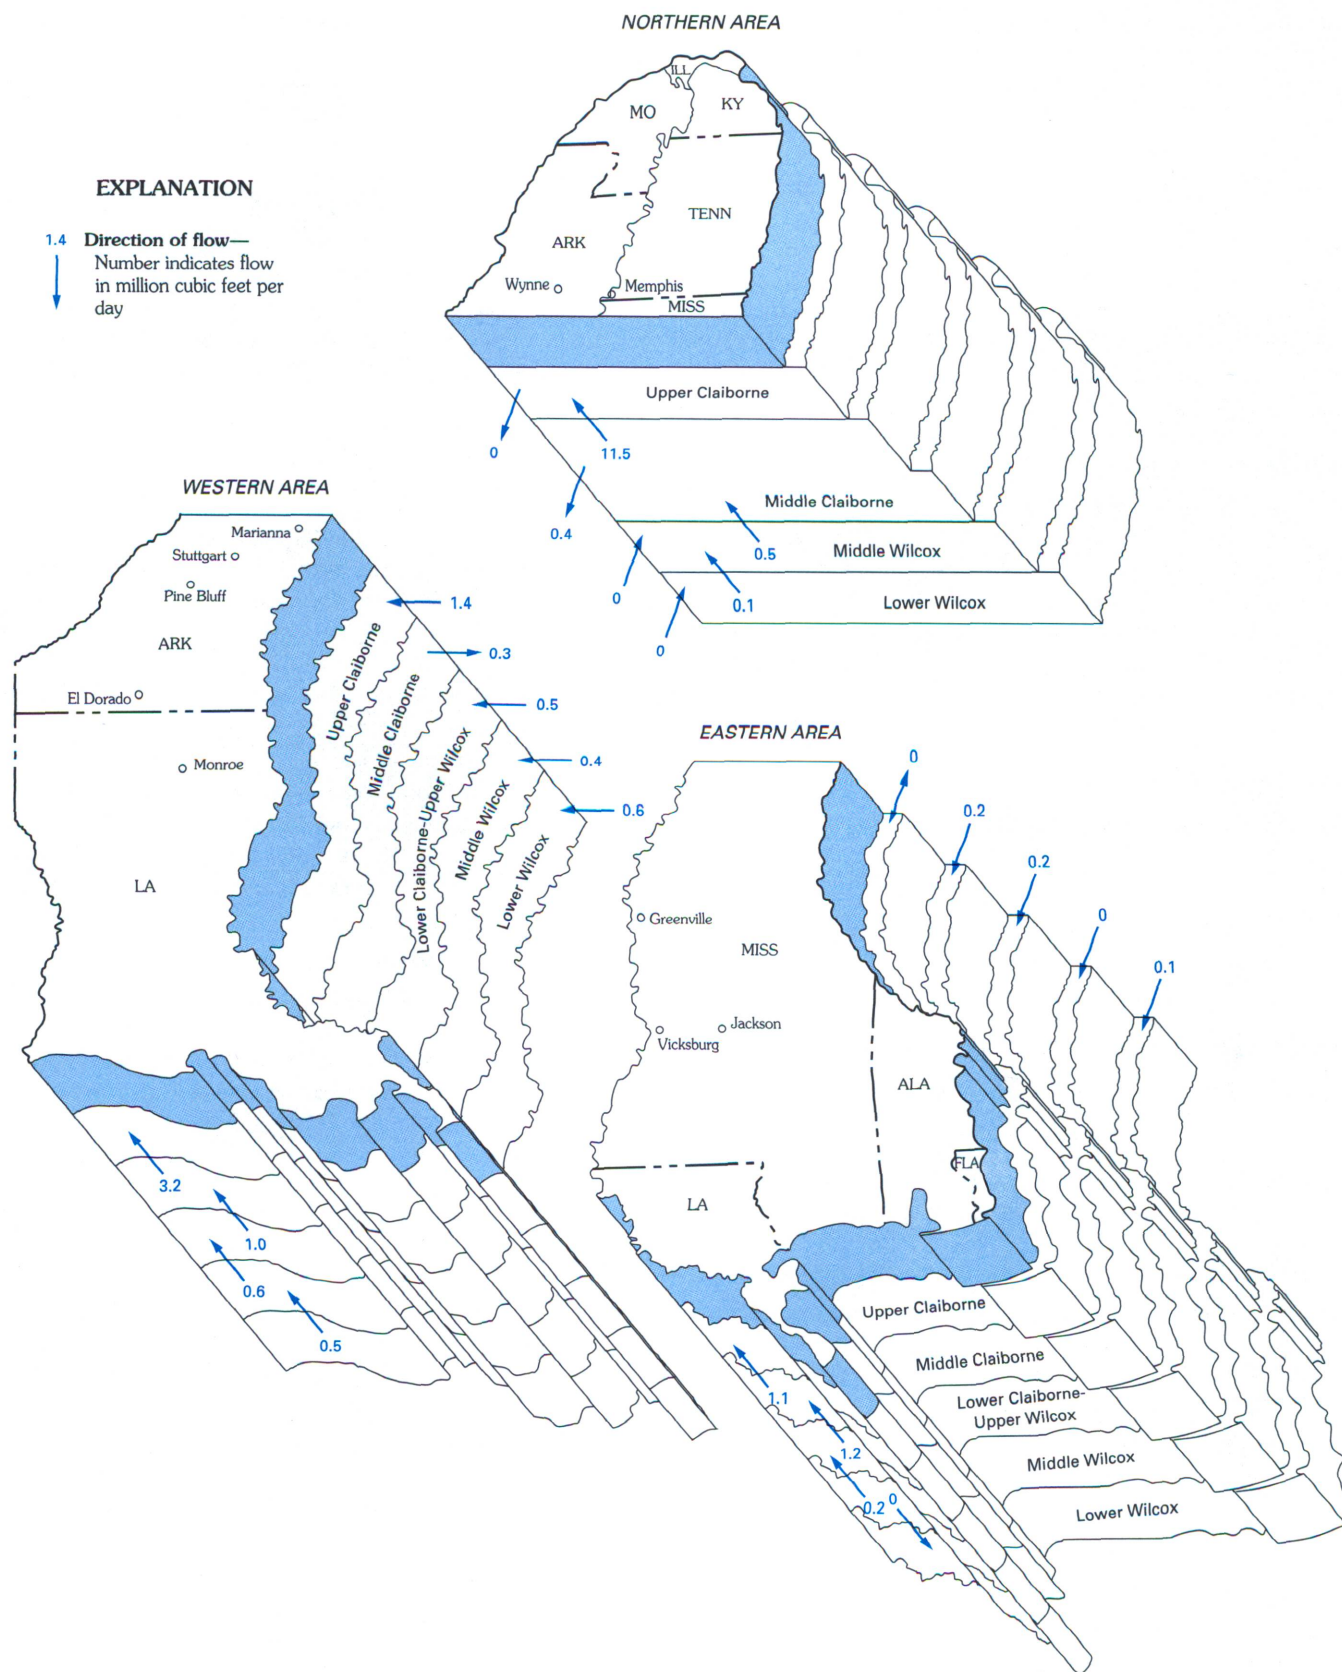 NORTHERN AREA
ILL
MO
KY
TENN
ARK
Wynne
Memphis
MISS
Upper Claiborne
0
11.5
Middle Claiborne
0.4
0.5
Middle Wilcox
0
0.1
Lower Wilcox
0
EXPLANATION
1.4 Direction of flow—
Number indicates flow
in million cubic feet per
day
WESTERN AREA
Marianna
Stuttgart
Pine Bluff
ARK
El Dorado
Monroe
LA
1.4
0.3
0.5
0.4
0.6
Upper Claiborne
Middle Claiborne
Lower Claiborne-Upper Wilcox
Middle Wilcox
Lower Wilcox
3.2
1.0
0.6
0.5
EASTERN AREA
0
0.2
0.2
0
0.1
Greenville
MISS
Jackson
Vicksburg
ALA
FLA
LA
Upper Claiborne
Middle Claiborne
Lower Claiborne-
Upper Wilcox
Middle Wilcox
Lower Wilcox
1.1
1.2
0.2
0